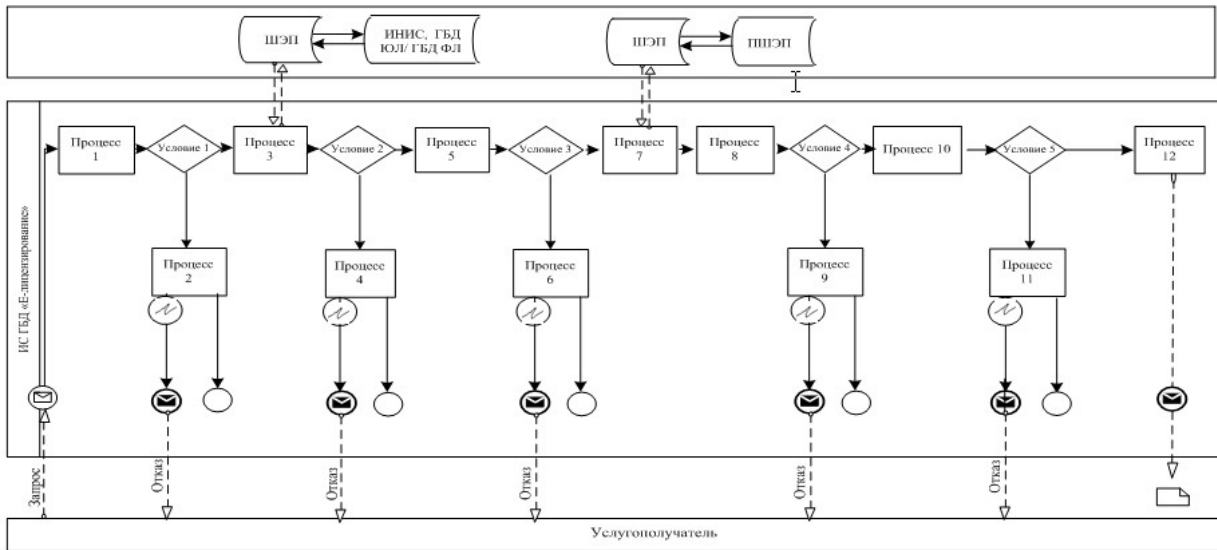 ШЭП
ИНИС, ГБД
ЮЛ/ ГБД ФЛ
ШЭП
ПШЭП
ИС ГБД «Е-лицензирование»
Процесс
1
Условие 1
Процесс
3
Условие 2
Процесс
5
Условие 3
Процесс
7
Процесс
8
Условие 4
Процесс 10
Условие 5
Процесс
12
Процесс
2
Процесс
4
Процесс
6
Процесс
9
Процесс
11
Запрос
Отказ
Отказ
Отказ
Отказ
Отказ
Услугополучатель